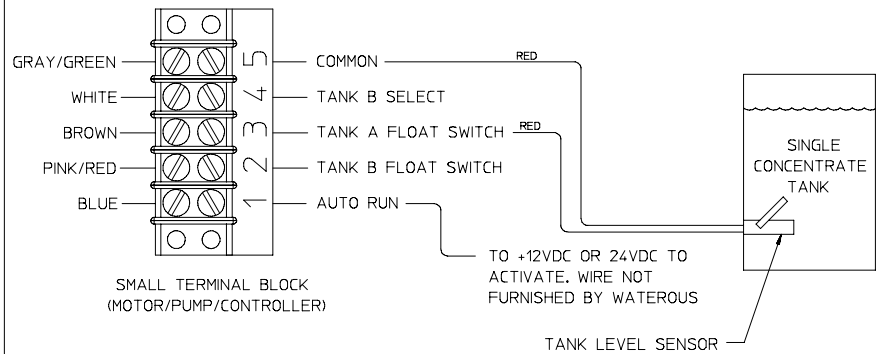 GRAY/GREEN 5 COMMON RED
WHITE 4 TANK B SELECT
BROWN 3 TANK A FLOAT SWITCH RED
PINK/RED 2 TANK B FLOAT SWITCH
BLUE 1 AUTO RUN
SINGLE
CONCENTRATE
TANK
TO +12VDC OR 24VDC TO
ACTIVATE. WIRE NOT
FURNISHED BY WATEROUS
SMALL TERMINAL BLOCK
(MOTOR/PUMP/CONTROLLER)
TANK LEVEL SENSOR